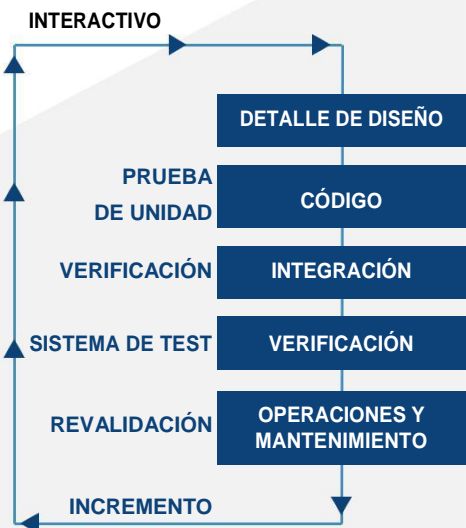 INTERACTIVO
DETALLE DE DISEÑO
PRUEBA
DE UNIDAD
CÓDIGO
VERIFICACIÓN
INTEGRACIÓN
SISTEMA DE TEST
VERIFICACIÓN
REVALIDACIÓN
OPERACIONES Y
MANTENIMIENTO
INCREMENTO